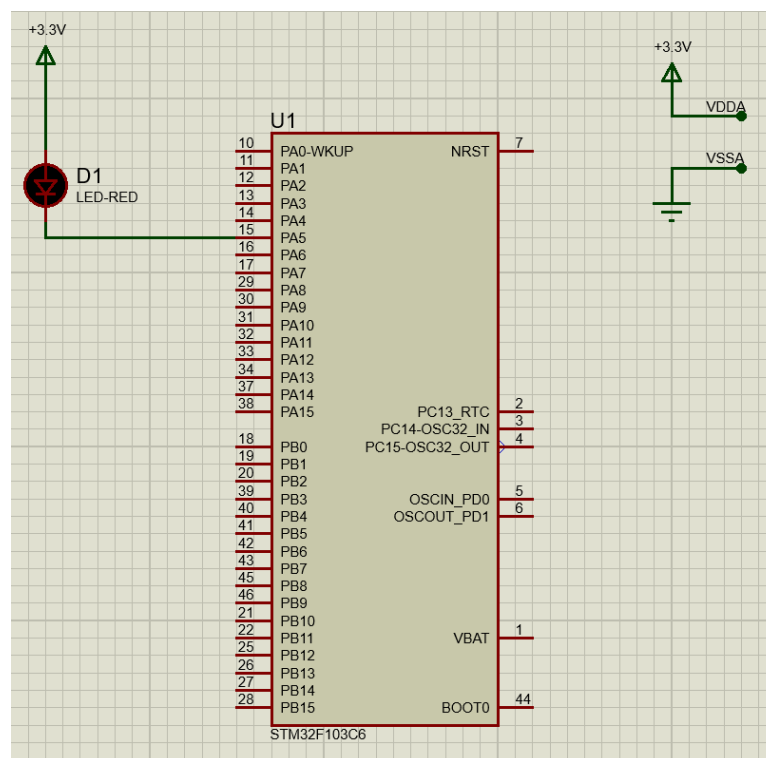 +3.3V
D1
LED-RED
U1
10 PA0-WKUP NRST 7
11 PA1
12 PA2
13 PA3
14 PA4
15 PA5
16 PA6
17 PA7
29 PA8
30 PA9
31 PA10
32 PA11
33 PA12
34 PA13
37 PA14
38 PA15
PC13_RTC 2
PC14-OSC32_IN 3
18 PB0 PC15-OSC32_OUT 4
19 PB1
20 PB2
39 PB3 OSCIN_PD0 5
40 PB4 OSCOUT_PD1 6
41 PB5
42 PB6
43 PB7
45 PB8
46 PB9
21 PB10
22 PB11 VBAT 1
25 PB12
26 PB13
27 PB14
28 PB15 BOOT0 44
STM32F103C6
+3.3V
VDDA
VSSA